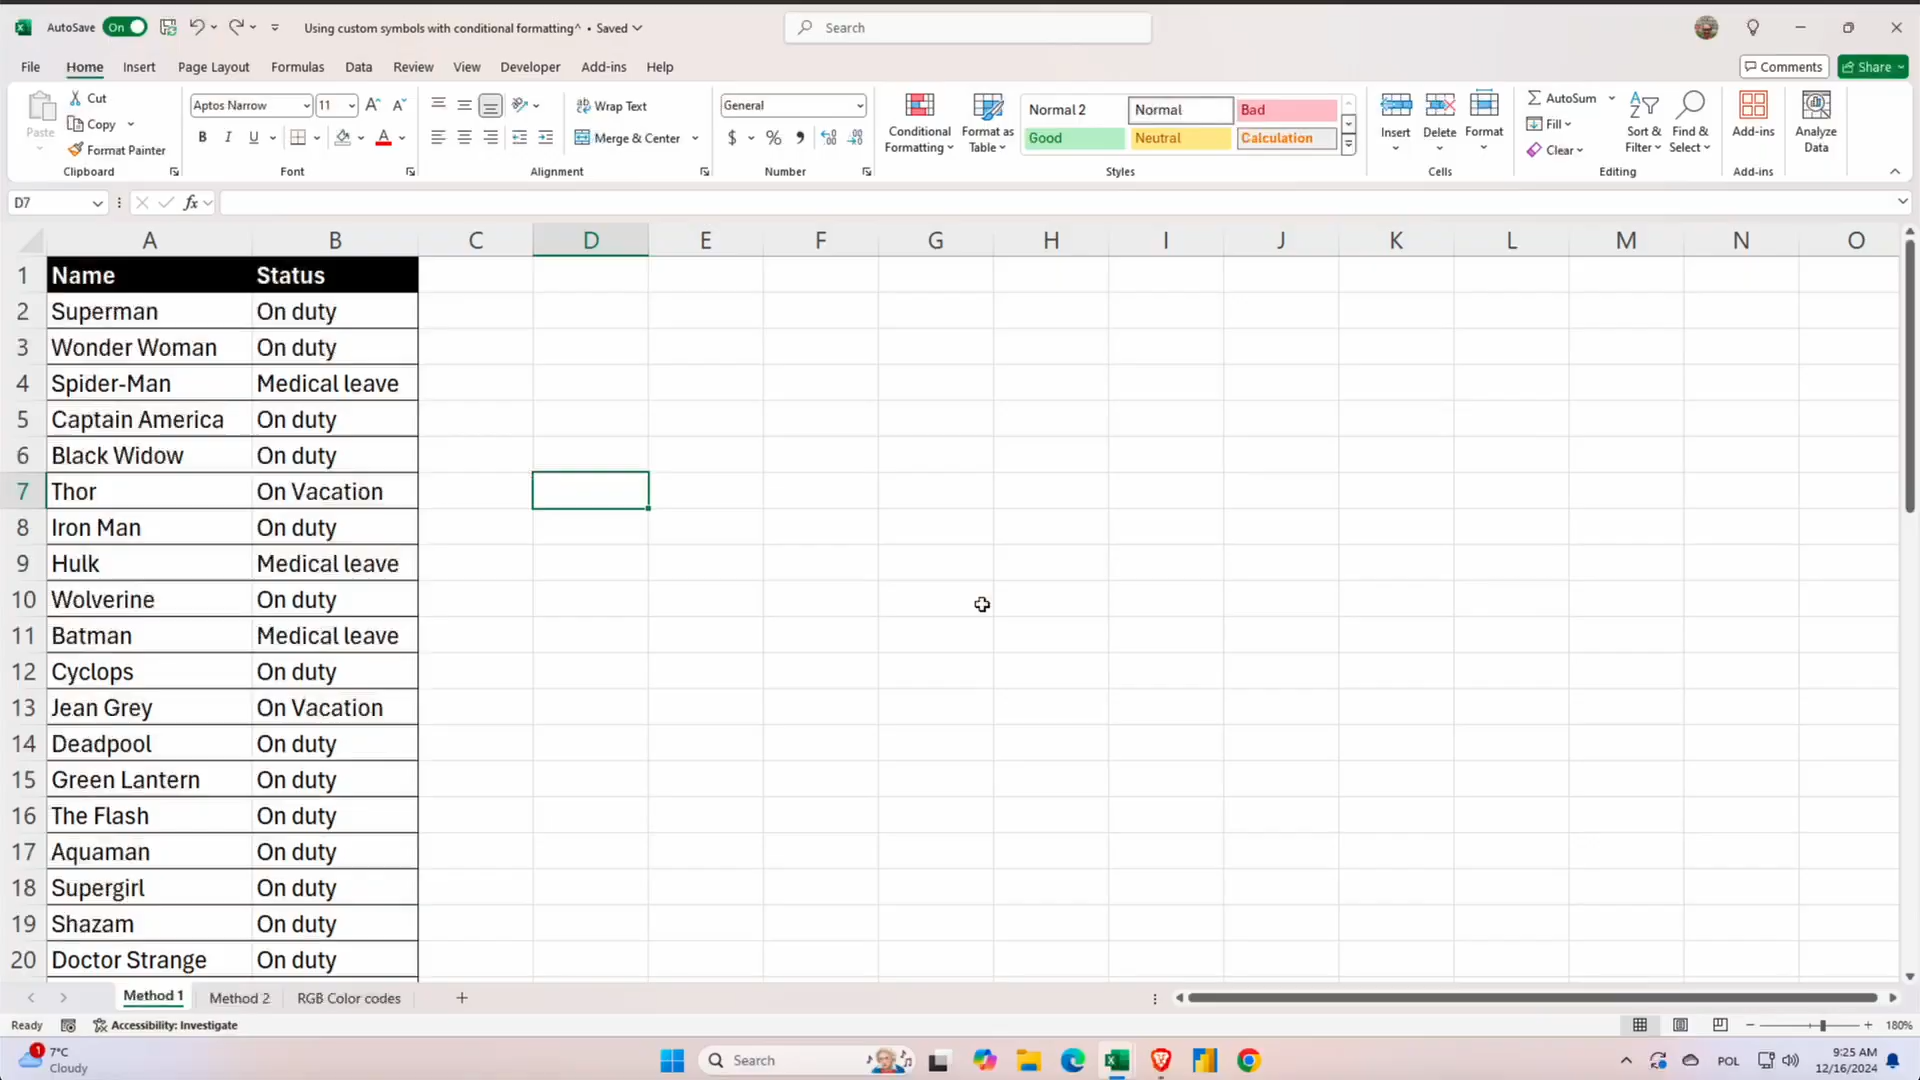 AutoSave On Using custom symbols with conditional formatting^ • Saved Search
File Home Insert Page Layout Formulas Data Review View Developer Add-ins Help Comments Share
Paste Cut Copy Format Painter Clipboard
Aptos Narrow 11 B I U A Font
Wrap Text Merge & Center Alignment
General $ % Number
Conditional Formatting Format as Table Normal 2 Normal Bad Good Neutral Calculation Styles
Insert Delete Format Cells
AutoSum Fill Clear Sort & Filter Find & Select Editing
Add-ins Add-ins
Analyze Data
D7 fx
A B C D E F G H I J K L M N O
1 Name Status
2 Superman On duty
3 Wonder Woman On duty
4 Spider-Man Medical leave
5 Captain America On duty
6 Black Widow On duty
7 Thor On Vacation
8 Iron Man On duty
9 Hulk Medical leave
10 Wolverine On duty
11 Batman Medical leave
12 Cyclops On duty
13 Jean Grey On Vacation
14 Deadpool On duty
15 Green Lantern On duty
16 The Flash On duty
17 Aquaman On duty
18 Supergirl On duty
19 Shazam On duty
20 Doctor Strange On duty
Method 1 Method 2 RGB Color codes
Ready Accessibility: Investigate 180%
1 7°C Search POL 9:25 AM
Cloudy 12/16/2024